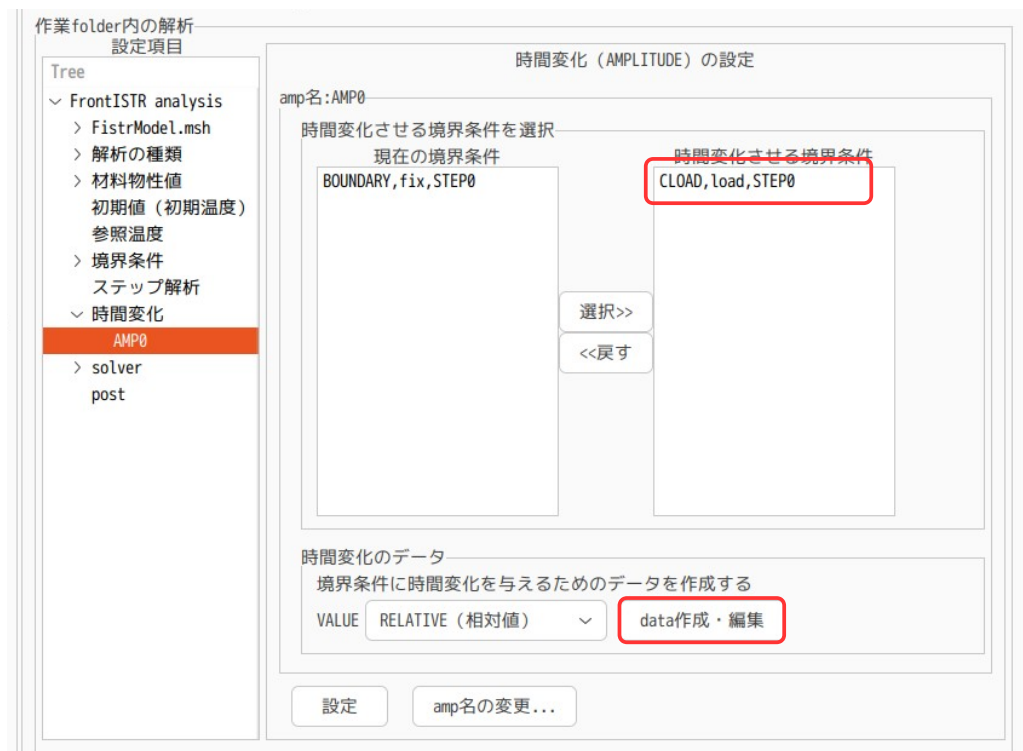 作業folder内の解析
設定項目
Tree
FrontISTR analysis
FistrModel.msh
解析の種類
材料物性値
初期値（初期温度）
参照温度
境界条件
ステップ解析
時間変化
AMP0
solver
post
時間変化（AMPLITUDE）の設定
amp名:AMP0
時間変化させる境界条件を選択
現在の境界条件
時間変化させる境界条件
BOUNDARY,fix,STEP0
CLOAD,load,STEP0
選択>>
<<戻す
時間変化のデータ
境界条件に時間変化を与えるためのデータを作成する
VALUE RELATIVE（相対値） data作成・編集
設定 amp名の変更...